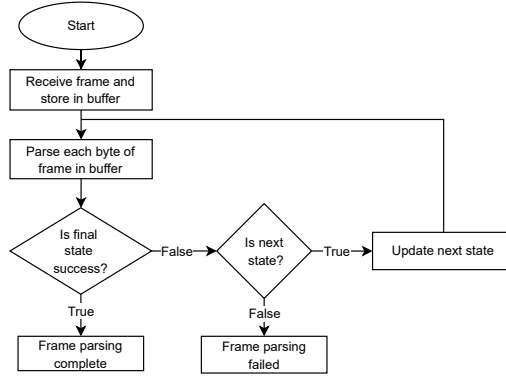 Start
Receive frame and
store in buffer
Parse each byte of
frame in buffer
Is final
state
success?
False
Is next
state?
True
Update next state
True
False
Frame parsing
complete
Frame parsing
failed